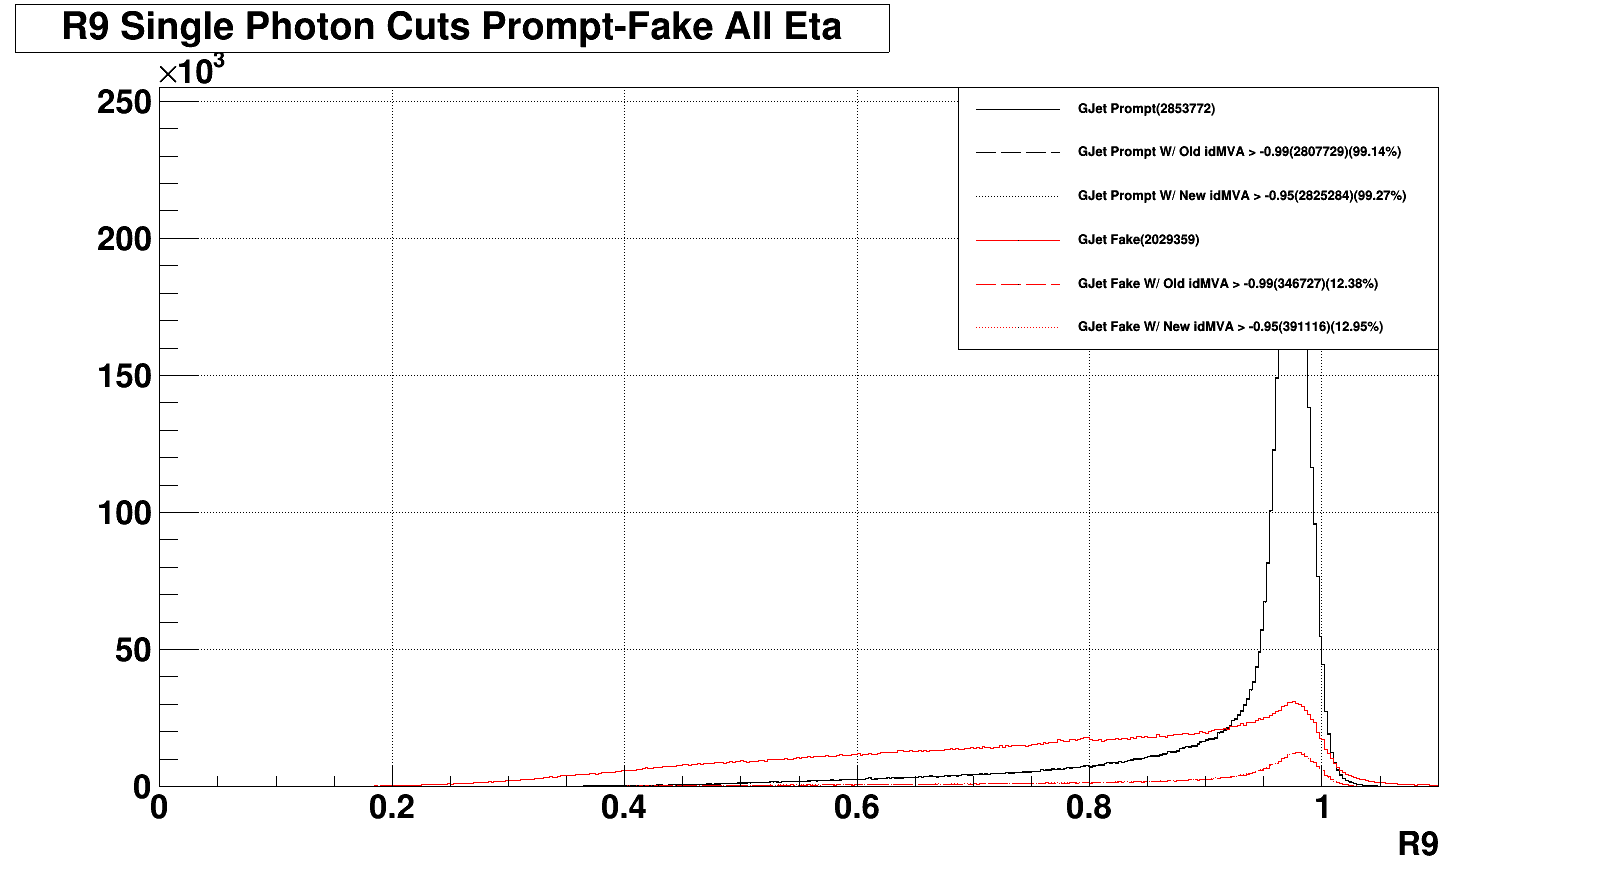 R9 Single Photon Cuts Prompt-Fake All Eta
×10³
250
200
150
100
50
0
GJet Prompt(2853772)
GJet Prompt W/ Old idMVA > -0.99(2807729)(99.14%)
GJet Prompt W/ New idMVA > -0.95(2825284)(99.27%)
GJet Fake(2029359)
GJet Fake W/ Old idMVA > -0.99(346727)(12.38%)
GJet Fake W/ New idMVA > -0.95(391116)(12.95%)
0 0.2 0.4 0.6 0.8 1
R9